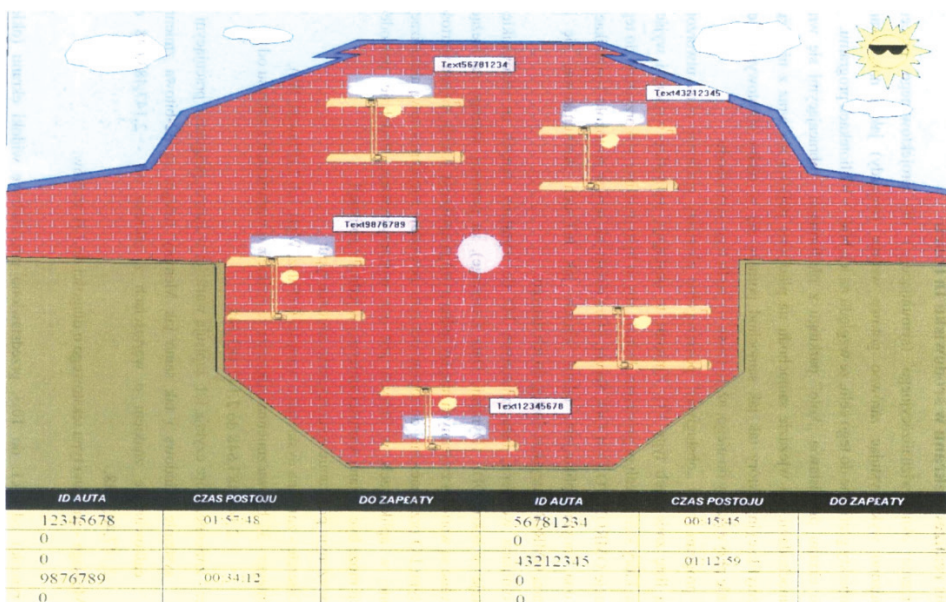 Text56781234
Text43212345
Text9876789
Text12345678
ID AUTA CZAS POSTOJU DO ZAPŁATY ID AUTA CZAS POSTOJU DO ZAPŁATY
12345678 01:57:48 56781234 00:45:45
0 0
0 43212345 01:12:59
9876789 00:34:12 0
0 0